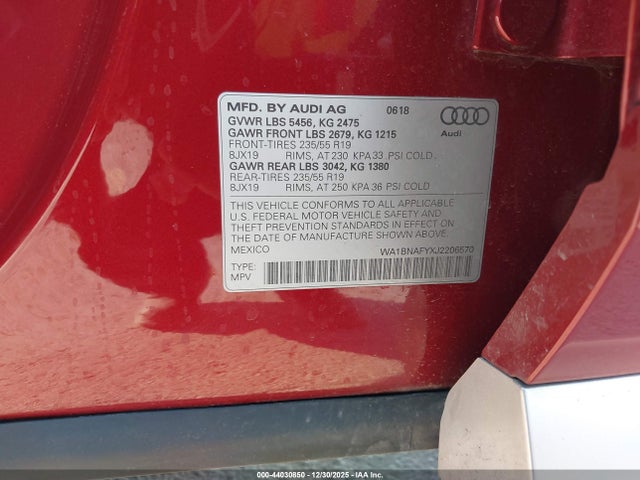 MFD. BY AUDI AG 0618
GVWR LBS 5456, KG 2475
GAWR FRONT LBS 2679, KG 1215
FRONT-TIRES 235/55 R19
8JX19 RIMS, AT 230 KPA 33 PSI COLD
GAWR REAR LBS 3042, KG 1380
REAR-TIRES 235/55 R19
8JX19 RIMS, AT 250 KPA 36 PSI COLD
Audi
THIS VEHICLE CONFORMS TO ALL APPLICABLE
U.S. FEDERAL MOTOR VEHICLE SAFETY AND
THEFT PREVENTION STANDARDS IN EFFECT ON
THE DATE OF MANUFACTURE SHOWN ABOVE.
MEXICO WA1BNAFYXJ2206570
TYPE:
MPV
000-44030850 - 12/30/2025 - IAA Inc.